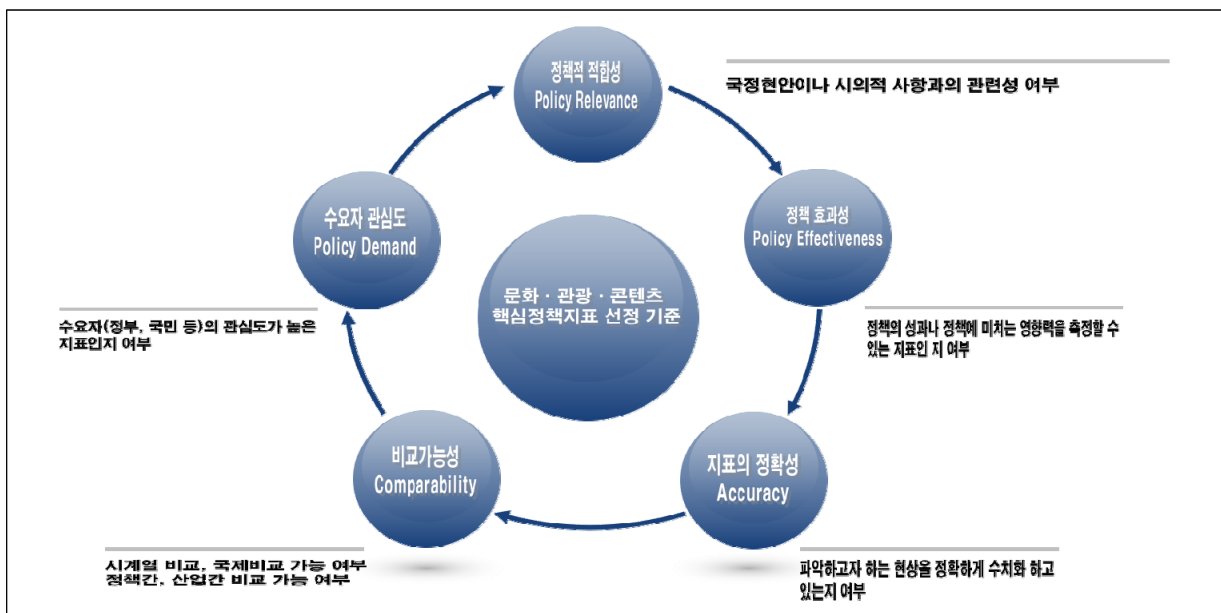 정책적 적합성
Policy Relevance
국정현안이나 시의적 사항과의 관련성 여부
정책 효과성
Policy Effectiveness
정책의 성과나 정책에 미치는 영향력을 측정할 수
있는 지표인 지 여부
지표의 정확성
Accuracy
파악하고자 하는 현상을 정확하게 수치화 하고
있는지 여부
비교가능성
Comparability
시계열 비교, 국제비교 가능 여부
정책간, 산업간 비교 가능 여부
수요자 관심도
Policy Demand
수요자(정부, 국민 등)의 관심도가 높은
지표인지 여부
문화·관광·콘텐츠
핵심정책지표 선정 기준